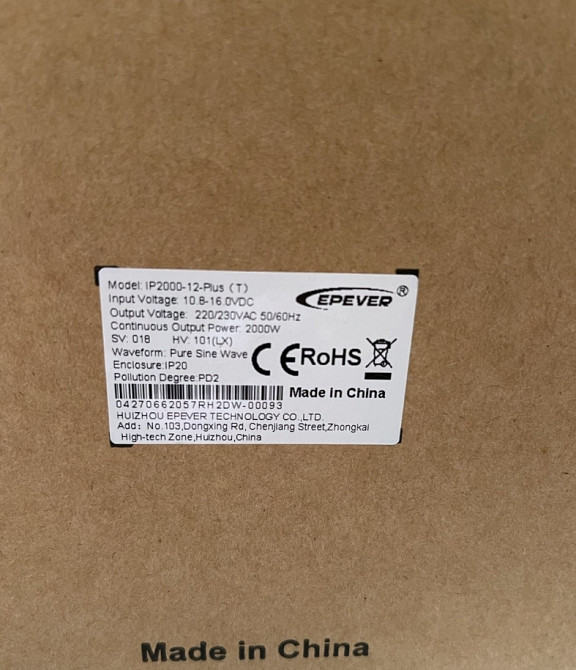 Model: IP2000-12-Plus (T)
Input Voltage: 10.8-16.0VDC
EPEVER®
Output Voltage: 220/230VAC 50/60Hz
Continuous Output Power: 2000W
SV: 018 HV: 101(LX)
Waveform: Pure Sine Wave
CE RoHS
Enclosure:IP20
Pollution Degree:PD2
Made in China
04270662057RH2DW-00093
HUIZHOU EPEVER TECHNOLOGY CO.,LTD.
Add: No.103,Dongxing Rd, Chenjiang Street,Zhongkai
High-tech Zone,Huizhou,China
Made in China